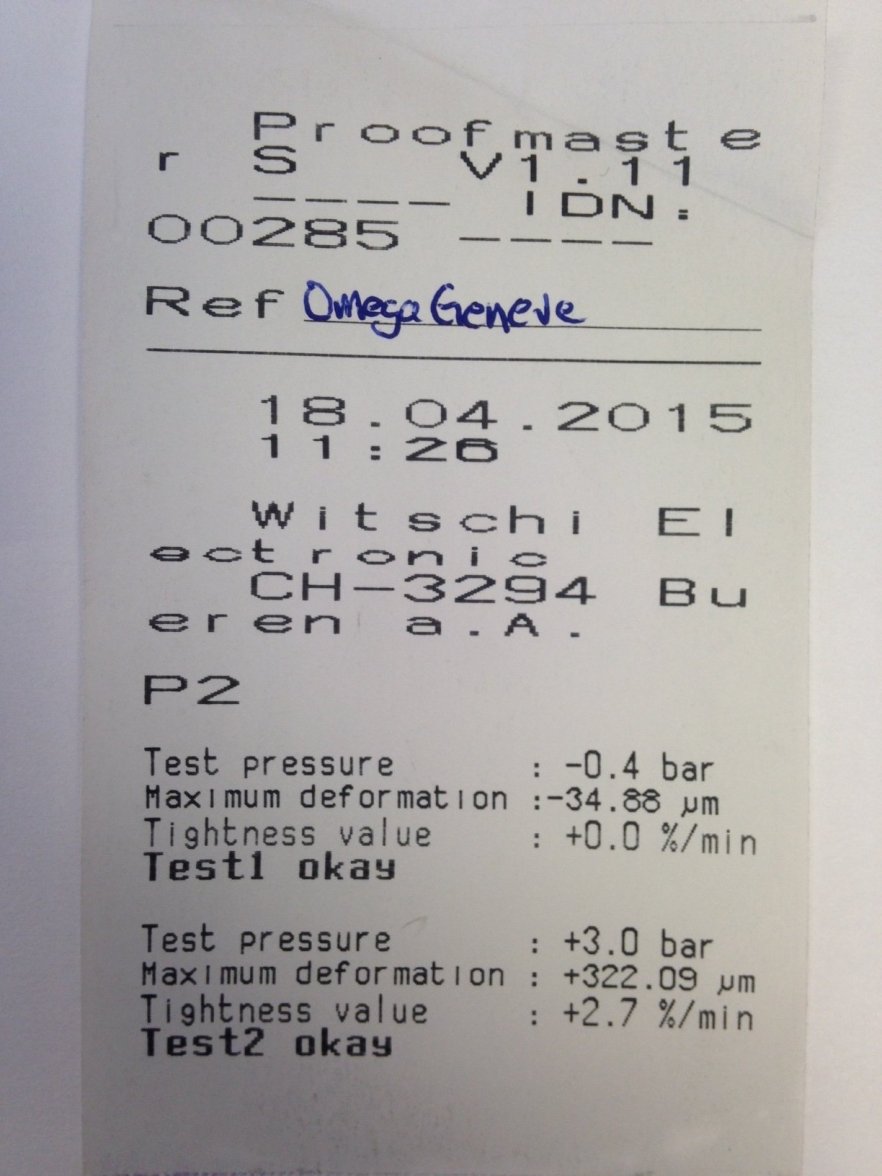 Proofmaste
r S V1.11
---- IDN:
00285 ----
Ref Omega Geneve
18.04.2015
11:26
Witschi El
ectronic
CH-3294 Bu
eren a.A.
P2
Test pressure : -0.4 bar
Maximum deformation :-34.88 µm
Tightness value : +0.0 %/min
Test1 okay
Test pressure : +3.0 bar
Maximum deformation : +322.09 µm
Tightness value : +2.7 %/min
Test2 okay